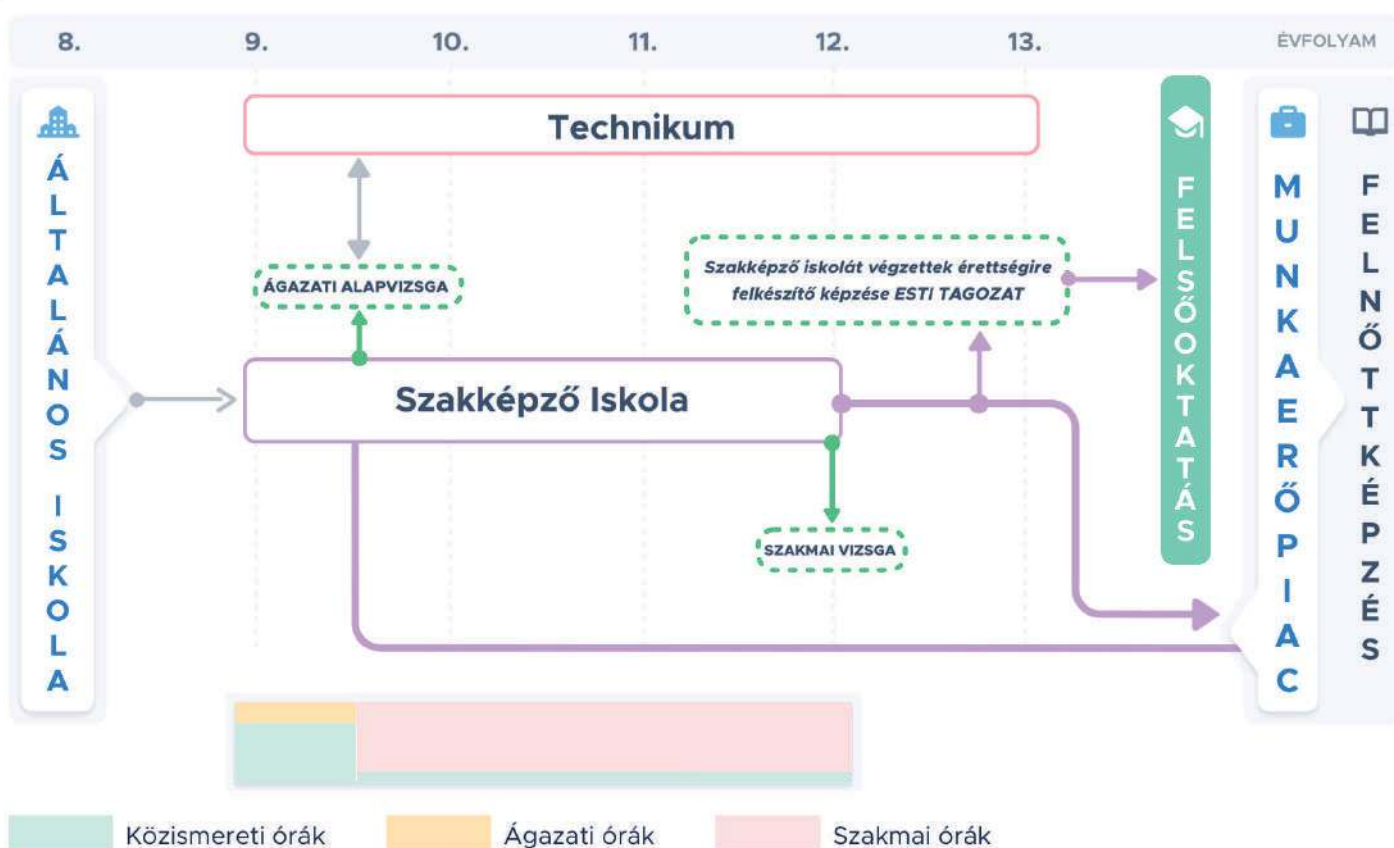 8. 9. 10. 11. 12. 13. ÉVFOLYAM
ÁLTALÁNOS ISKOLA
Technikum
ÁGAZATI ALAPVIZSGA
Szakképző iskolát végzettek érettségire
felkészítő képzése ESTI TAGOZAT
Szakképző Iskola
SZAKMAI VIZSGA
FELSŐOKTATÁS
MUNKAERŐPIAC
FELNŐTTKÉPZÉS
Közismereti órák
Ágazati órák
Szakmai órák